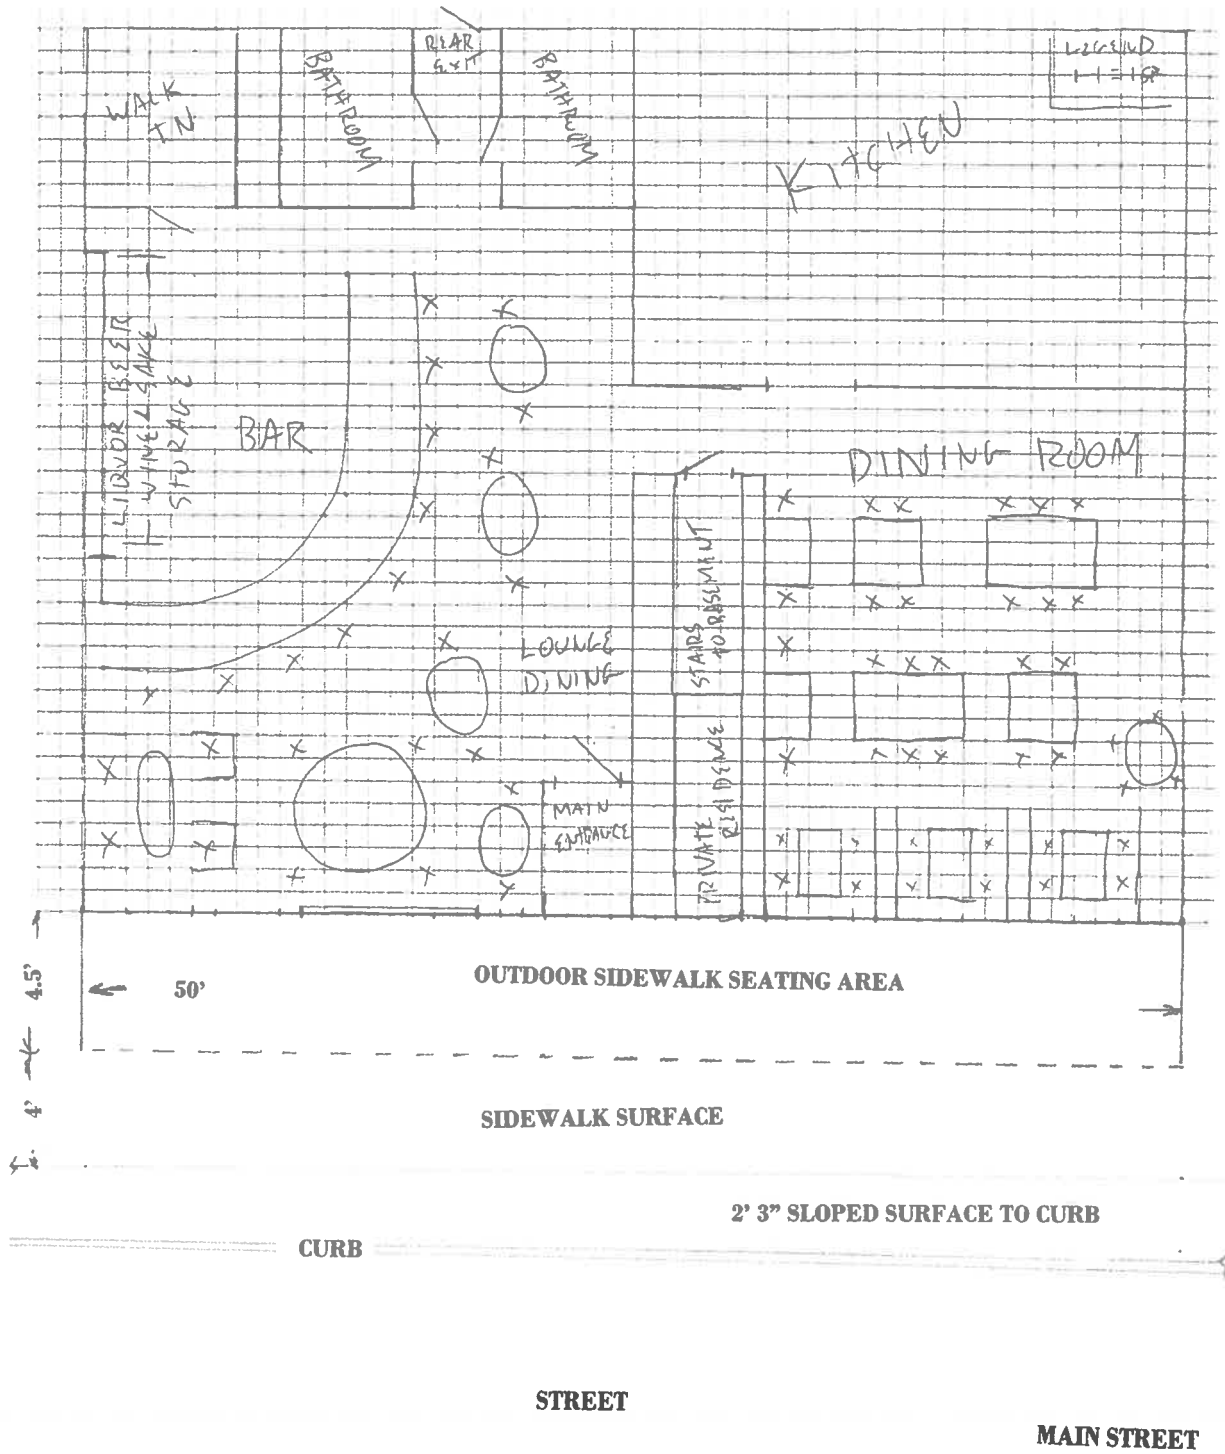 WALK
IN
BATHROOM
REAR
EXIT
BATHROOM
KITCHEN
LEGEND
LIQUOR BEER
WINE & SAKE
STORAGE
BAR
DINING ROOM
LOUNGE
DINING
STAIRS
TO BASEMANT
MAIN
ENTRANCE
PRIVATE
RESIDENCE
4.5'
50'
OUTDOOR SIDEWALK SEATING AREA
4'
SIDEWALK SURFACE
2' 3” SLOPED SURFACE TO CURB
CURB
STREET
MAIN STREET